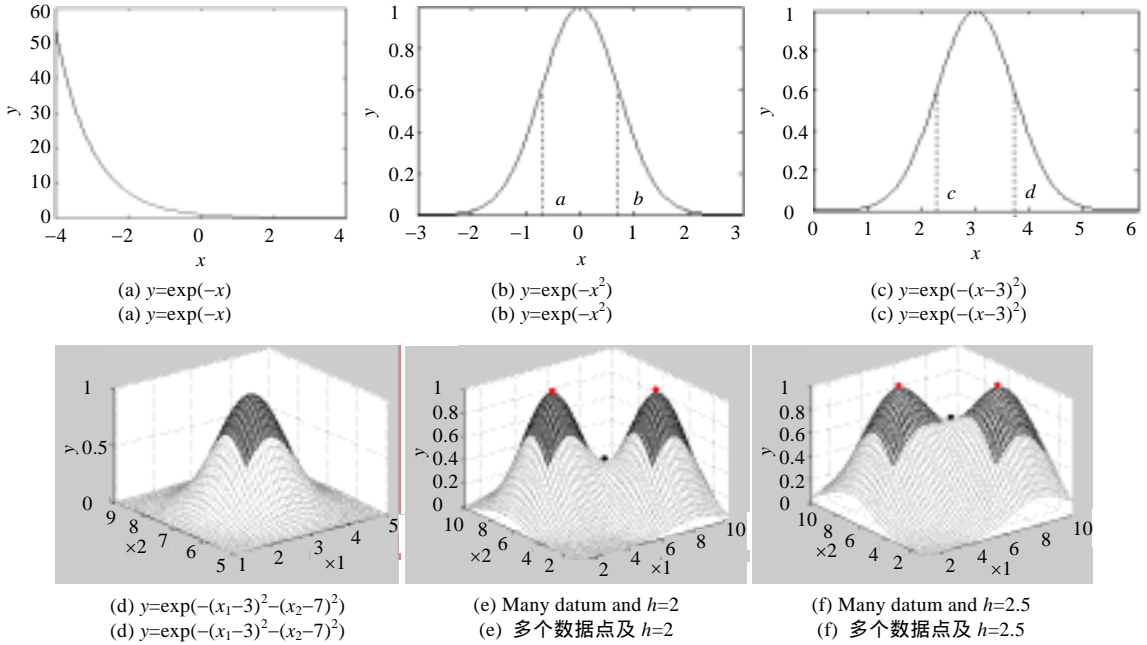 60
50
40
30
20
10
0
y
−4 −2 0 2 4
x
(a) y=exp(−x)
(a) y=exp(−x)
1
0.8
0.6
0.4
0.2
0
y
a b
−3 −2 −1 0 1 2 3
x
(b) y=exp(−x²)
(b) y=exp(−x²)
1
0.8
0.6
0.4
0.2
0
y
c d
0 1 2 3 4 5 6
x
(c) y=exp(−(x−3)²)
(c) y=exp(−(x−3)²)
1
0.5
0
y
9 8 7 6 5
×2
1 2 3 4 5
×1
(d) y=exp(−(x₁−3)²−(x₂−7)²)
(d) y=exp(−(x₁−3)²−(x₂−7)²)
1
0.8
0.6
0.4
0.2
0
y
10 8 6 4 2
×2
2 4 6 8 10
×1
(e) Many datum and h=2
(e) 多个数据点及 h=2
1
0.8
0.6
0.4
0.2
0
y
10 8 6 4 2
×2
2 4 6 8 10
×1
(f) Many datum and h=2.5
(f) 多个数据点及 h=2.5